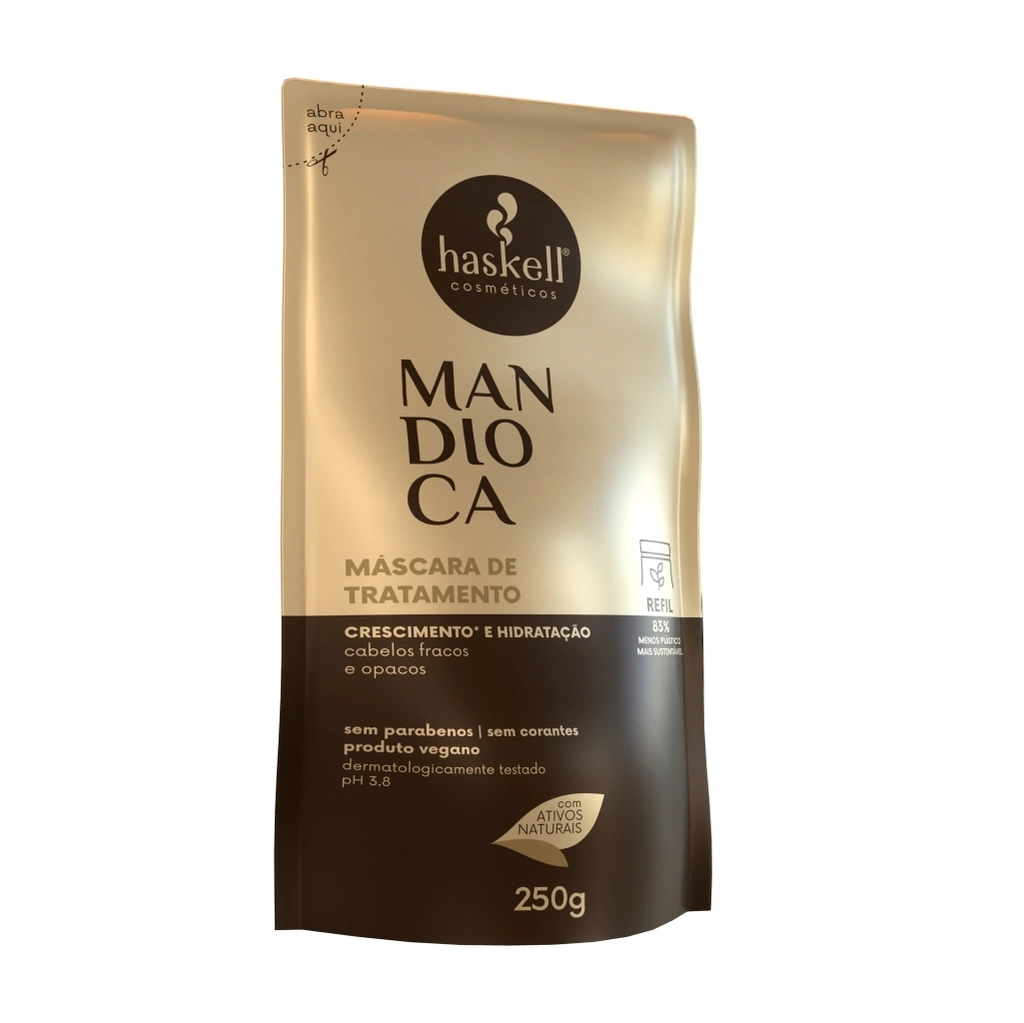 abra
aqui
haskell®
cosméticos
MAN
DIO
CA
MÁSCARA DE
TRATAMENTO
CRESCIMENTO* E HIDRATAÇÃO
cabelos fracos
e opacos
REFIL
83%
MENOS PLÁSTICO
MAIS SUSTENTÁVEL
sem parabenos | sem corantes
produto vegano
dermatologicamente testado
pH 3.8
com
ATIVOS
NATURAIS
250g